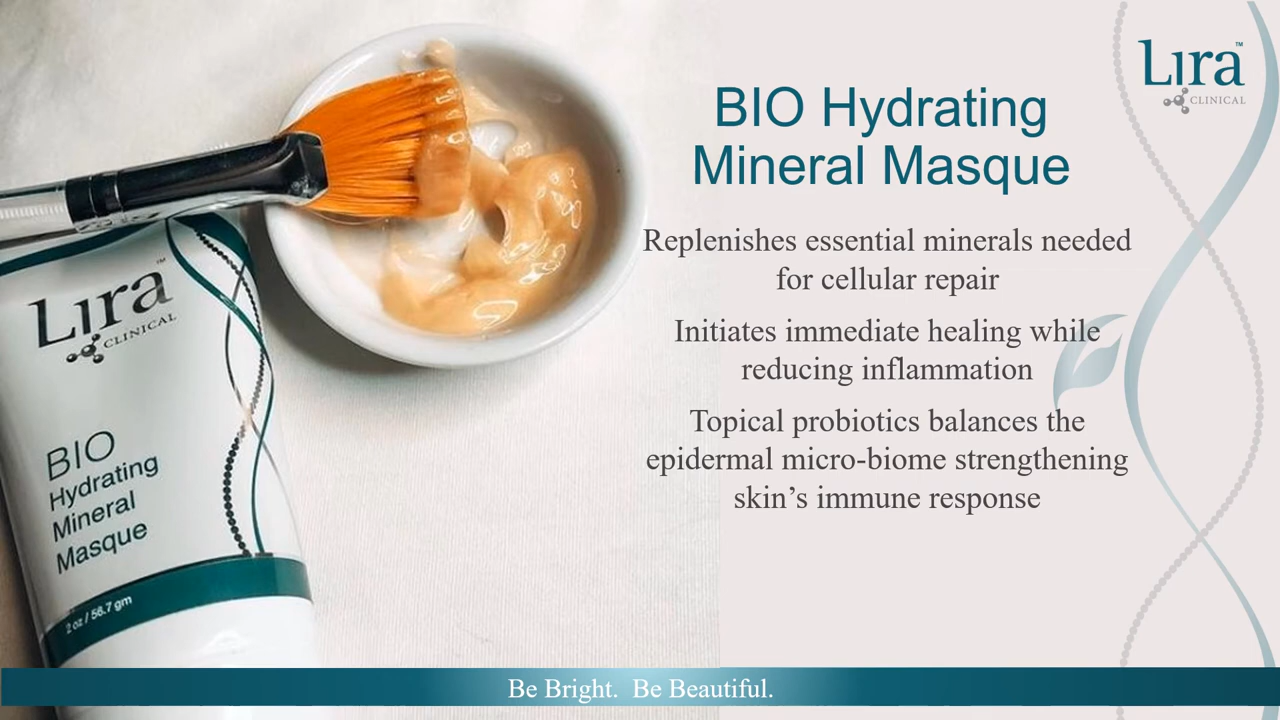 Lira™
CLINICAL
BIO Hydrating
Mineral Masque
Replenishes essential minerals needed
for cellular repair
Initiates immediate healing while
reducing inflammation
Topical probiotics balances the
epidermal micro-biome strengthening
skin’s immune response
Lira™
CLINICAL
BIO
Hydrating
Mineral
Masque
2 oz / 56.7 gm
Be Bright.  Be Beautiful.